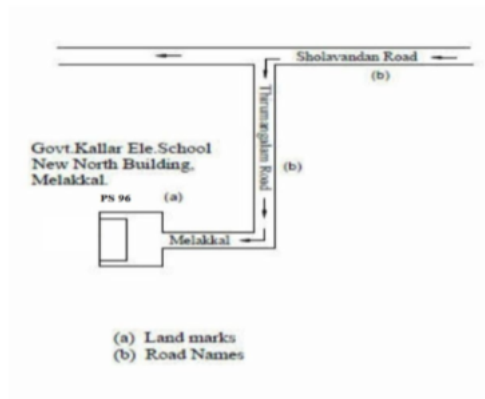 Sholavandan Road
(b)
Thirumangalam Road
(b)
Govt.Kallar Ele.School
New North Building,
Melakkal.
PS 96 (a)
Melakkal
(a) Land marks
(b) Road Names